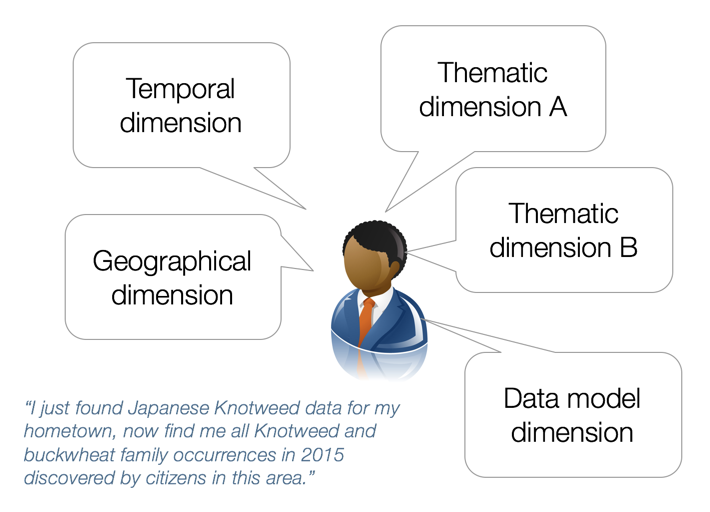 Temporal
dimension
Thematic
dimension A
Geographical
dimension
Thematic
dimension B
Data model
dimension
“I just found Japanese Knotweed data for my
hometown, now find me all Knotweed and
buckwheat family occurrences in 2015
discovered by citizens in this area.”